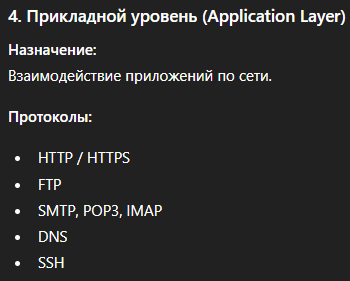 4. Прикладной уровень (Application Layer)
Назначение:
Взаимодействие приложений по сети.
Протоколы:
• HTTP / HTTPS
• FTP
• SMTP, POP3, IMAP
• DNS
• SSH